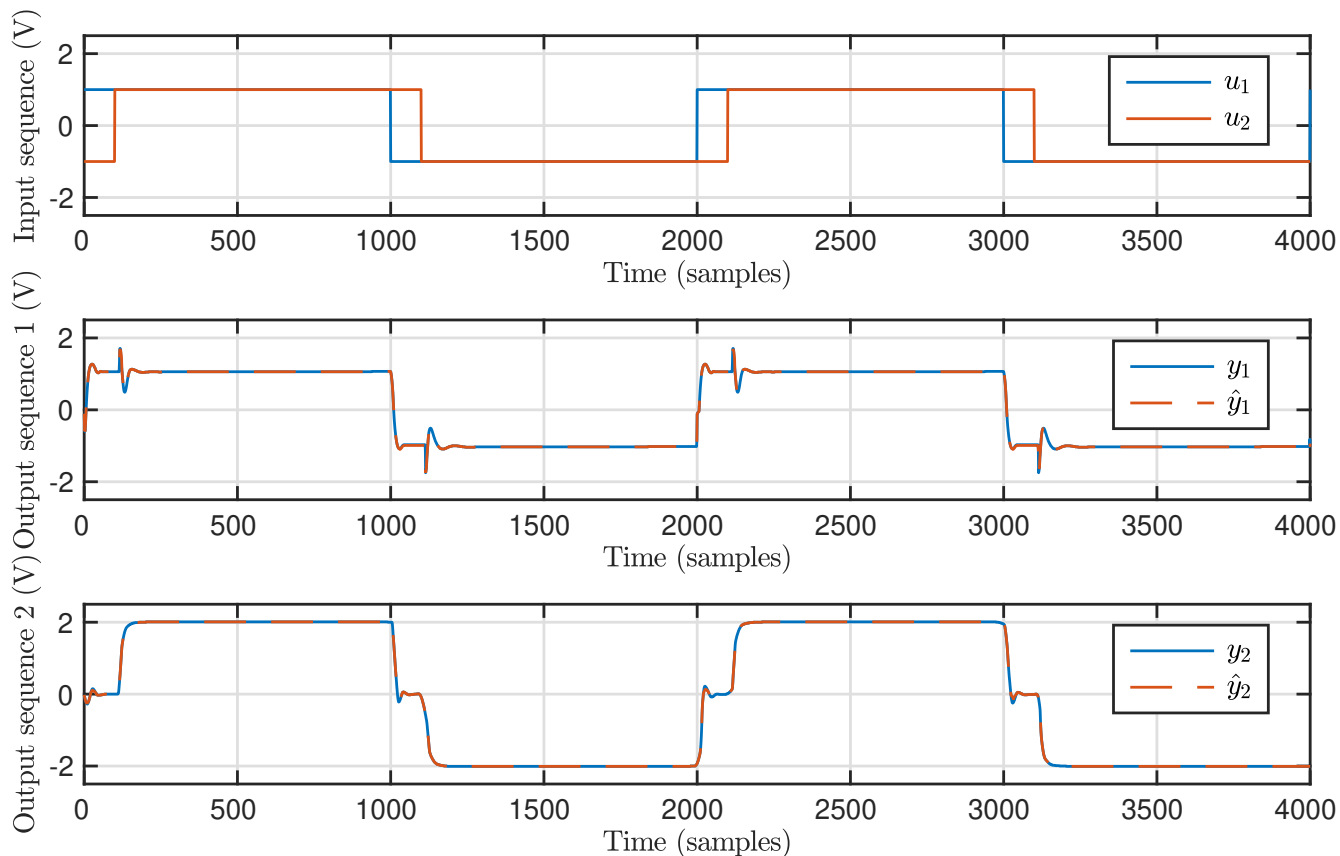 Input sequence (V)
2
0
-2
u₁
u₂
0 500 1000 1500 2000 2500 3000 3500 4000
Time (samples)
Output sequence 1 (V)
2
0
-2
y₁
ŷ₁
0 500 1000 1500 2000 2500 3000 3500 4000
Time (samples)
Output sequence 2 (V)
2
0
-2
y₂
ŷ₂
0 500 1000 1500 2000 2500 3000 3500 4000
Time (samples)